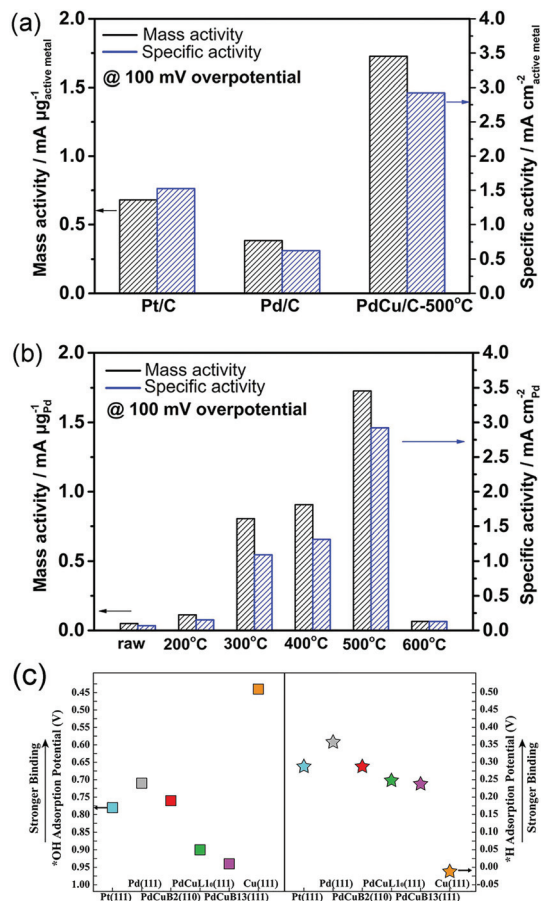 (a)
Mass activity
Specific activity
@ 100 mV overpotential
Mass activity / mA µg⁻¹active metal
Specific activity / mA cm⁻²active metal
2.0
1.5
1.0
0.5
0.0
4.0
3.5
3.0
2.5
2.0
1.5
1.0
0.5
0.0
Pt/C Pd/C PdCu/C-500°C
(b)
Mass activity
Specific activity
@ 100 mV overpotential
Mass activity / mA µg⁻¹Pd
Specific activity / mA cm⁻²Pd
2.0
1.5
1.0
0.5
0.0
4.0
3.5
3.0
2.5
2.0
1.5
1.0
0.5
0.0
raw 200°C 300°C 400°C 500°C 600°C
(c)
Stronger Binding
*OH Adsorption Potential (V)
0.45
0.50
0.55
0.60
0.65
0.70
0.75
0.80
0.85
0.90
0.95
1.00
Pd(111) PdCuL1₀(111) Cu(111)
Pt(111) PdCuB2(110) PdCuB13(111)
Pd(111) PdCuL1₀(111) Cu(111)
Pt(111) PdCuB2(110) PdCuB13(111)
0.50
0.45
0.40
0.35
0.30
0.25
0.20
0.15
0.10
0.05
0.00
-0.05
*H Adsorption Potential (V)
Stronger Binding